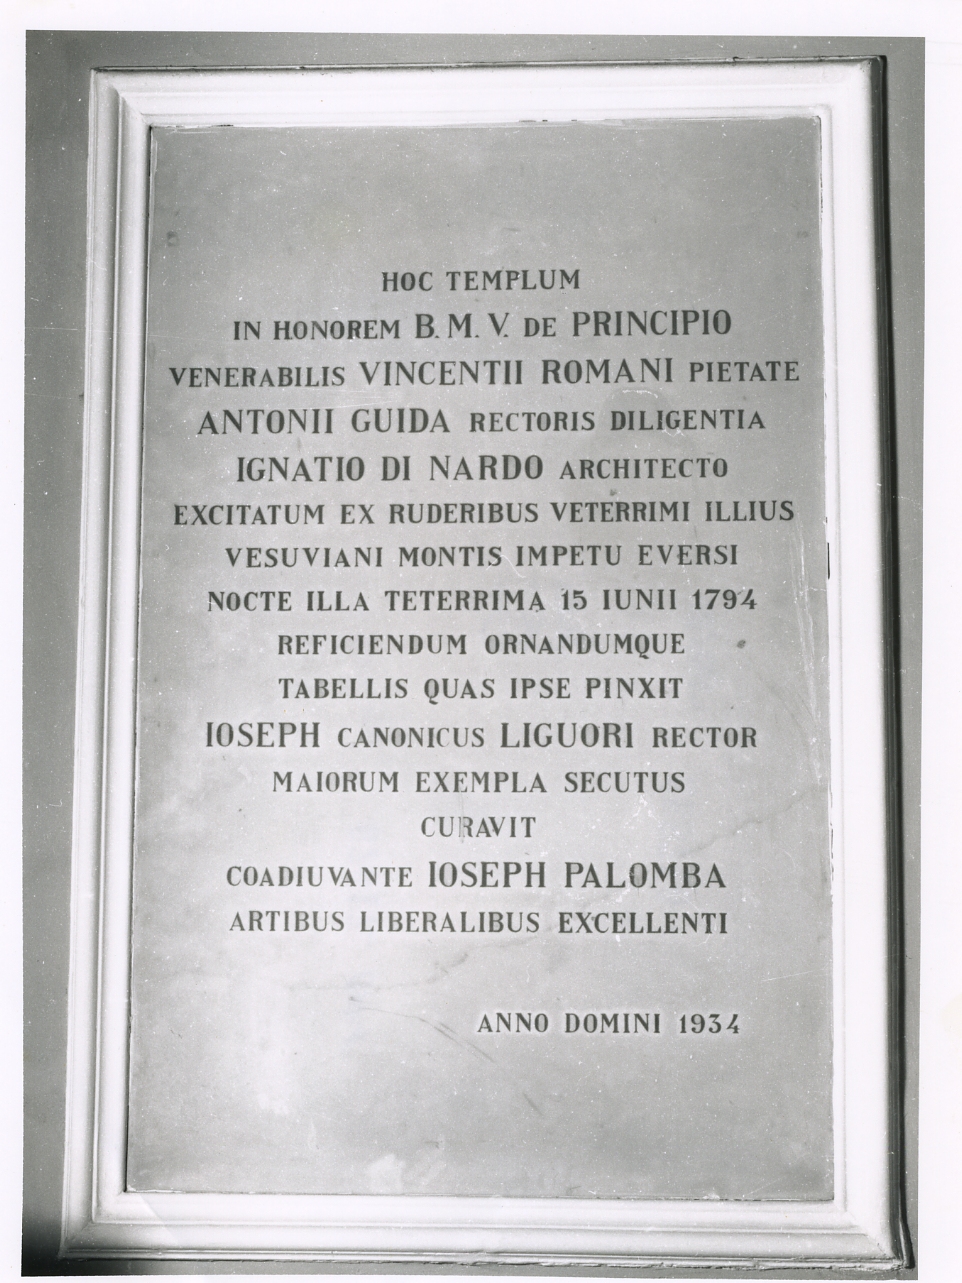 HOC TEMPLUM
IN HONOREM B. M. V. DE PRINCIPIO
VENERABILIS VINCENTII ROMANI PIETATE
ANTONII GUIDA RECTORIS DILIGENTIA
IGNATIO DI NARDO ARCHITECTO
EXCITATUM EX RUDERIBUS VETERRIMI ILLIUS
VESUVIANI MONTIS IMPETU EVERSI
NOCTE ILLA TETERRIMA 15 IUNII 1794
REFICIENDUM ORNANDUMQUE
TABELLIS QUAS IPSE PINXIT
IOSEPH CANONICUS LIGUORI RECTOR
MAIORUM EXEMPLA SECUTUS
CURAVIT
COADIUVANTE IOSEPH PALOMBA
ARTIBUS LIBERALIBUS EXCELLENTI
ANNO DOMINI 1934